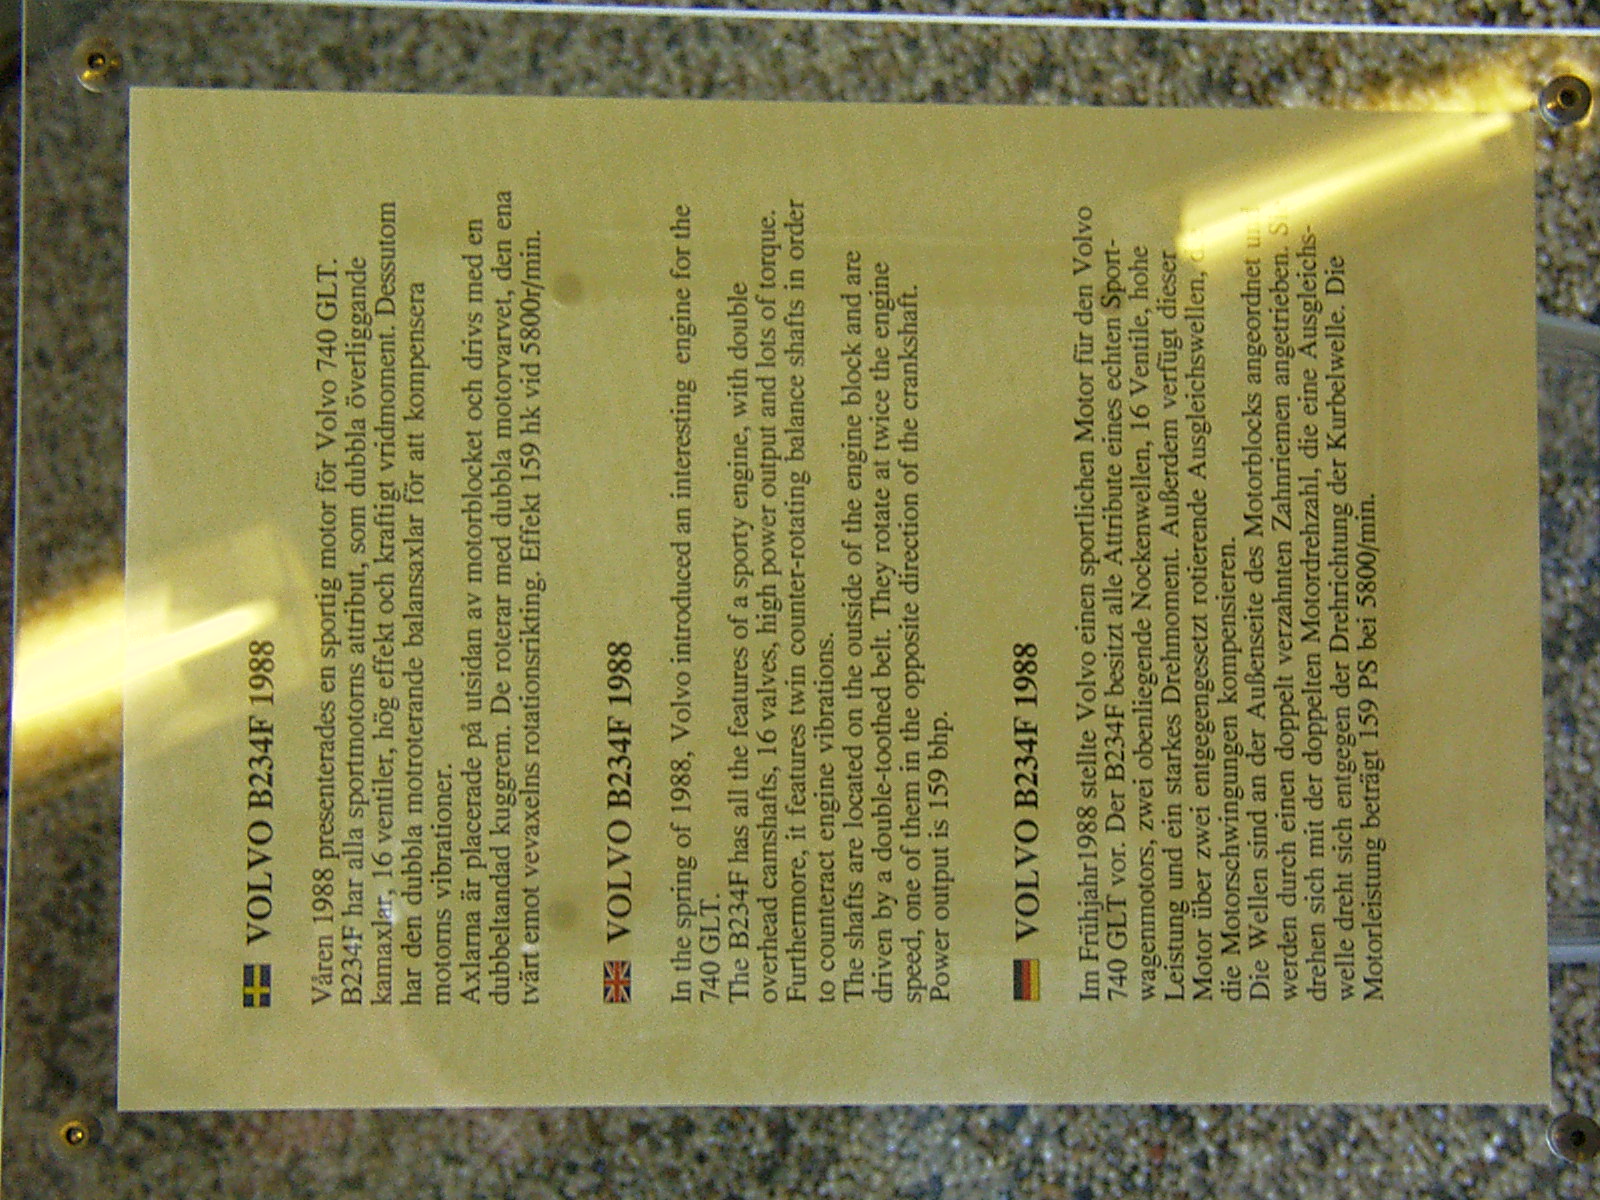 VOLVO B234F 1988
Våren 1988 presenterades en sportig motor för Volvo 740 GLT.
B234F har alla sportmotorns attribut, som dubbla överliggande
kamaxlar, 16 ventiler, hög effekt och kraftigt vridmoment. Dessutom
har den dubbla motroterande balansaxlar för att kompensera
motorns vibrationer.
Axlarna är placerade på utsidan av motorblocket och drivs med en
dubbeltandad kuggrem. De roterar med dubbla motorvarvet, den ena
tvärt emot vevaxelns rotationsrikting. Effekt 159 hk vid 5800r/min.
VOLVO B234F 1988
In the spring of 1988, Volvo introduced an interesting engine for the
740 GLT.
The B234F has all the features of a sporty engine, with double
overhead camshafts, 16 valves, high power output and lots of torque.
Furthermore, it features twin counter-rotating balance shafts in order
to counteract engine vibrations.
The shafts are located on the outside of the engine block and are
driven by a double-toothed belt. They rotate at twice the engine
speed, one of them in the opposite direction of the crankshaft.
Power output is 159 bhp.
VOLVO B234F 1988
Im Frühjahr1988 stellte Volvo einen sportlichen Motor für den Volvo
740 GLT vor. Der B234F besitzt alle Attribute eines echten Sport-
wagenmotors, zwei obenliegende Nockenwellen, 16 Ventile, hohe
Leistung und ein starkes Drehmoment. Außerdem verfügt dieser
Motor über zwei entgegengesetzt rotierende Ausgleichswellen,
die Motorschwingungen kompensieren.
Die Wellen sind an der Außenseite des Motorblocks angeordnet und
werden durch einen doppelt verzahnten Zahnriemen angetrieben.
drehen sich mit der doppelten Motordrehzahl, die eine Ausgleichs-
welle dreht sich entgegen der Drehrichtung der Kurbelwelle. Die
Motorleistung beträgt 159 PS bei 5800/min.